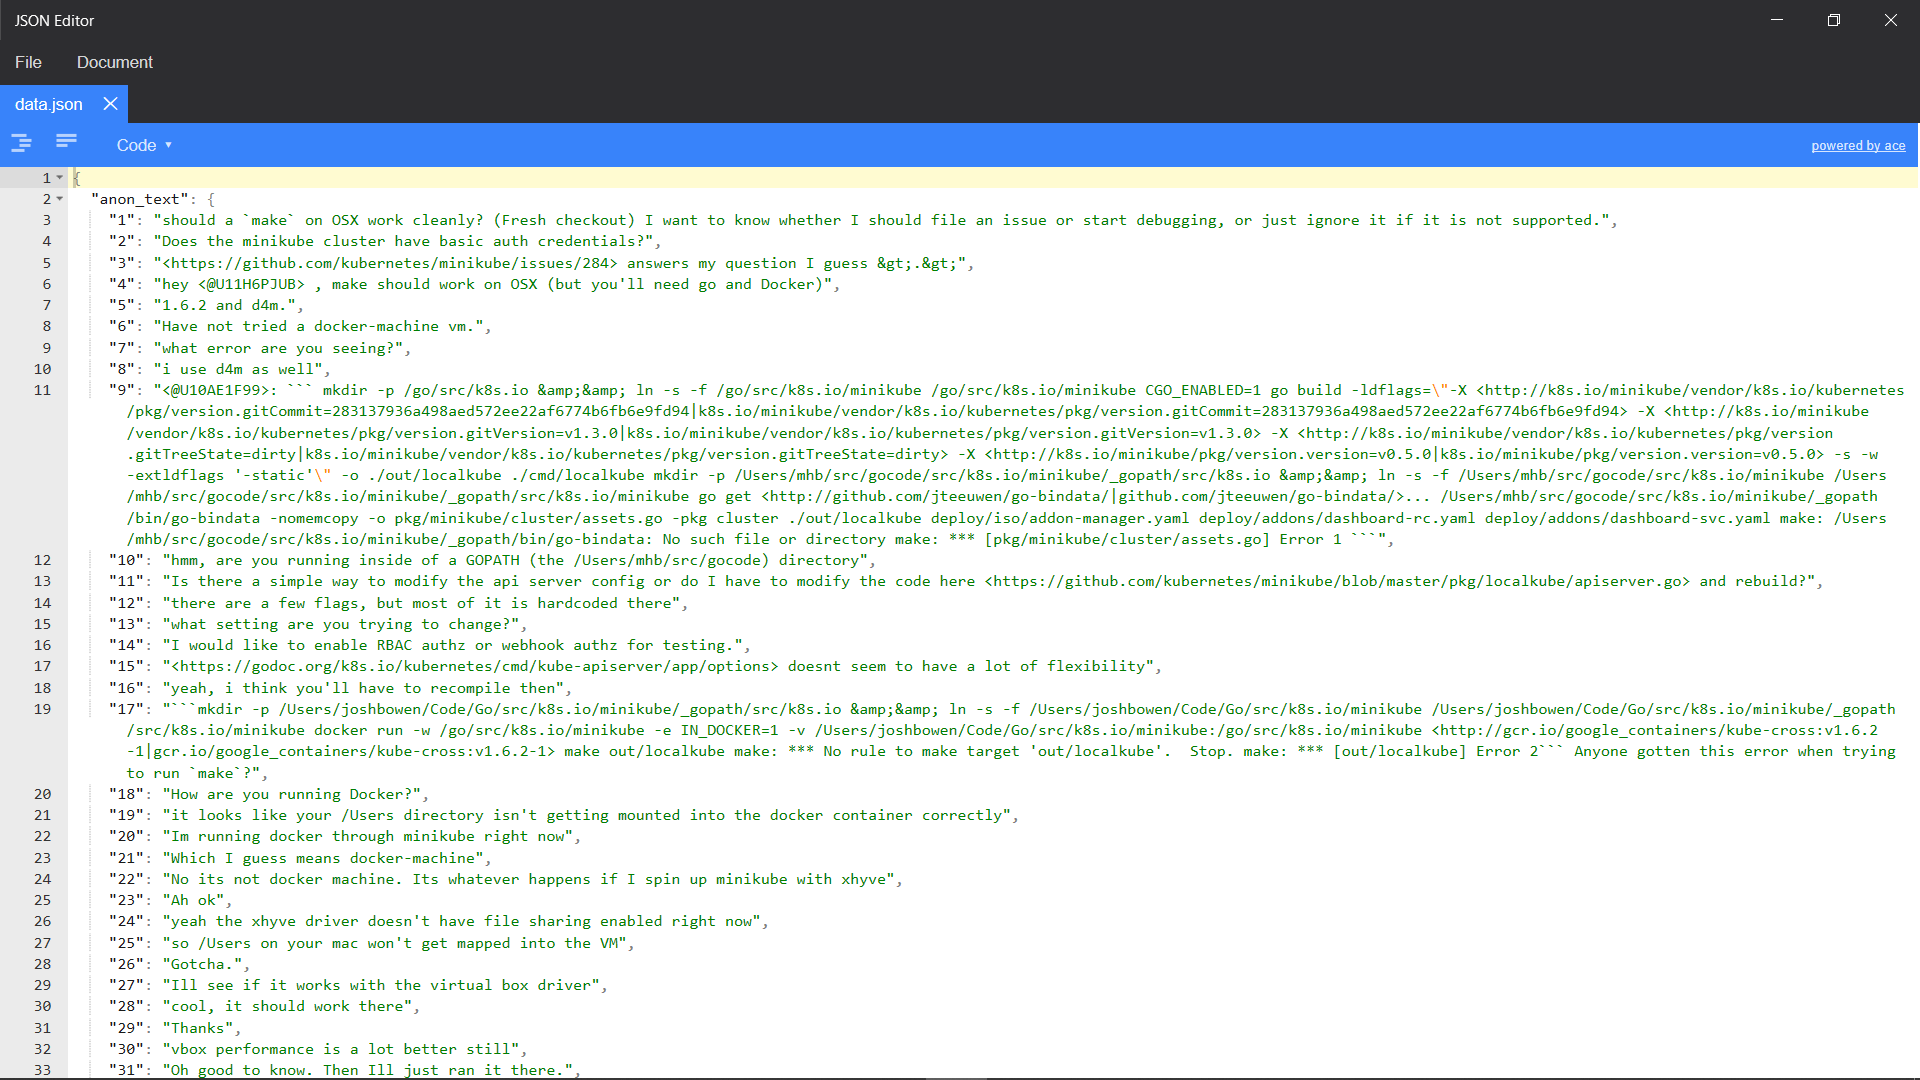 JSON Editor
File Document
data.json
Code
powered by ace
1 {
2 "anon_text": {
3 "1": "should a `make` on OSX work cleanly? (Fresh checkout) I want to know whether I should file an issue or start debugging, or just ignore it if it is not supported.",
4 "2": "Does the minikube cluster have basic auth credentials?",
5 "3": "<https://github.com/kubernetes/minikube/issues/284> answers my question I guess &gt;.&gt;",
6 "4": "hey <@U11H6PJUB> , make should work on OSX (but you'll need go and Docker)",
7 "5": "1.6.2 and d4m.",
8 "6": "Have not tried a docker-machine vm.",
9 "7": "what error are you seeing?",
10 "8": "i use d4m as well",
11 "9": "<@U10AE1F99>: ``` mkdir -p /go/src/k8s.io &amp;&amp; ln -s -f /go/src/k8s.io/minikube /go/src/k8s.io/minikube CGO_ENABLED=1 go build -ldflags=\"-X <http://k8s.io/minikube/vendor/k8s.io/kubernetes
/pkg/version.gitCommit=283137936a498aed572ee22af6774b6fb6e9fd94|k8s.io/minikube/vendor/k8s.io/kubernetes/pkg/version.gitCommit=283137936a498aed572ee22af6774b6fb6e9fd94> -X <http://k8s.io/minikube
/vendor/k8s.io/kubernetes/pkg/version.gitVersion=v1.3.0|k8s.io/minikube/vendor/k8s.io/kubernetes/pkg/version.gitVersion=v1.3.0> -X <http://k8s.io/minikube/vendor/k8s.io/kubernetes/pkg/version
.gitTreeState=dirty|k8s.io/minikube/vendor/k8s.io/kubernetes/pkg/version.gitTreeState=dirty> -X <http://k8s.io/minikube/pkg/version.version=v0.5.0|k8s.io/minikube/pkg/version.version=v0.5.0> -s -w
-extldflags '-static'\" -o ./out/localkube ./cmd/localkube mkdir -p /Users/mhb/src/gocode/src/k8s.io/minikube/_gopath/src/k8s.io &amp;&amp; ln -s -f /Users/mhb/src/gocode/src/k8s.io/minikube /Users
/mhb/src/gocode/src/k8s.io/minikube/_gopath/src/k8s.io/minikube go get <http://github.com/jteeuwen/go-bindata/|github.com/jteeuwen/go-bindata/>... /Users/mhb/src/gocode/src/k8s.io/minikube/_gopath
/bin/go-bindata -nomemcopy -o pkg/minikube/cluster/assets.go -pkg cluster ./out/localkube deploy/iso/addon-manager.yaml deploy/addons/dashboard-rc.yaml deploy/addons/dashboard-svc.yaml make: /Users
/mhb/src/gocode/src/k8s.io/minikube/_gopath/bin/go-bindata: No such file or directory make: *** [pkg/minikube/cluster/assets.go] Error 1 ```",
12 "10": "hmm, are you running inside of a GOPATH (the /Users/mhb/src/gocode) directory",
13 "11": "Is there a simple way to modify the api server config or do I have to modify the code here <https://github.com/kubernetes/minikube/blob/master/pkg/localkube/apiserver.go> and rebuild?",
14 "12": "there are a few flags, but most of it is hardcoded there",
15 "13": "what setting are you trying to change?",
16 "14": "I would like to enable RBAC authz or webhook authz for testing.",
17 "15": "<https://godoc.org/k8s.io/kubernetes/cmd/kube-apiserver/app/options> doesnt seem to have a lot of flexibility",
18 "16": "yeah, i think you'll have to recompile then",
19 "17": "```mkdir -p /Users/joshbowen/Code/Go/src/k8s.io/minikube/_gopath/src/k8s.io &amp;&amp; ln -s -f /Users/joshbowen/Code/Go/src/k8s.io/minikube /Users/joshbowen/Code/Go/src/k8s.io/minikube/_gopath
/src/k8s.io/minikube docker run -w /go/src/k8s.io/minikube -e IN_DOCKER=1 -v /Users/joshbowen/Code/Go/src/k8s.io/minikube:/go/src/k8s.io/minikube <http://gcr.io/google_containers/kube-cross:v1.6.2
-1|gcr.io/google_containers/kube-cross:v1.6.2-1> make out/localkube make: *** No rule to make target 'out/localkube'.  Stop. make: *** [out/localkube] Error 2``` Anyone gotten this error when trying
to run `make`?",
20 "18": "How are you running Docker?",
21 "19": "it looks like your /Users directory isn't getting mounted into the docker container correctly",
22 "20": "Im running docker through minikube right now",
23 "21": "Which I guess means docker-machine",
24 "22": "No its not docker machine. Its whatever happens if I spin up minikube with xhyve",
25 "23": "Ah ok",
26 "24": "yeah the xhyve driver doesn't have file sharing enabled right now",
27 "25": "so /Users on your mac won't get mapped into the VM",
28 "26": "Gotcha.",
29 "27": "Ill see if it works with the virtual box driver",
30 "28": "cool, it should work there",
31 "29": "Thanks",
32 "30": "vbox performance is a lot better still",
33 "31": "Oh good to know. Then Ill just ran it there.",